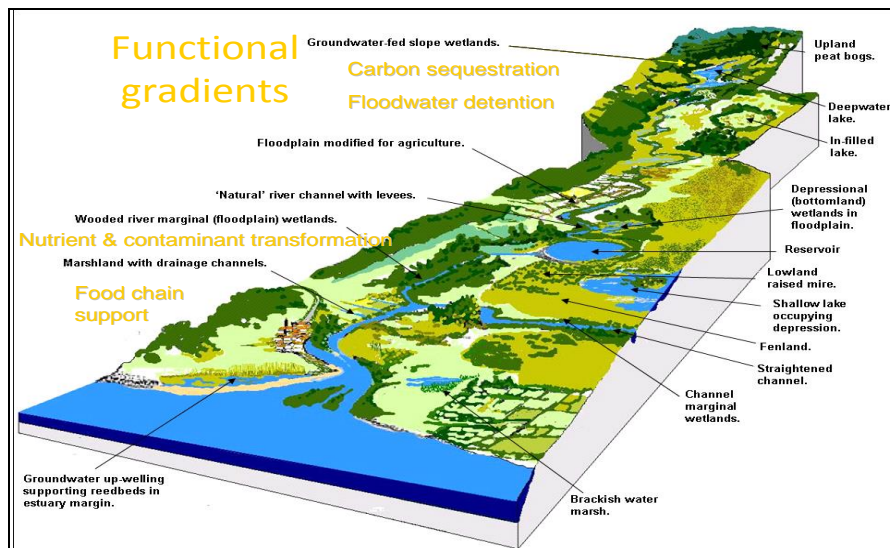 Functional
gradients
Groundwater-fed slope wetlands.
Carbon sequestration
Floodwater detention
Upland
peat bogs.
Deepwater
lake.
In-filled
lake.
Floodplain modified for agriculture.
'Natural' river channel with levees.
Wooded river marginal (floodplain) wetlands.
Nutrient & contaminant transformation
Marshland with drainage channels.
Food chain
support
Depressional
(bottomland)
wetlands in
floodplain.
Reservoir
Lowland
raised mire.
Shallow lake
occupying
depression.
Fenland.
Straightened
channel.
Channel
marginal
wetlands.
Groundwater up-welling
supporting reedbeds in
estuary margin.
Brackish water
marsh.